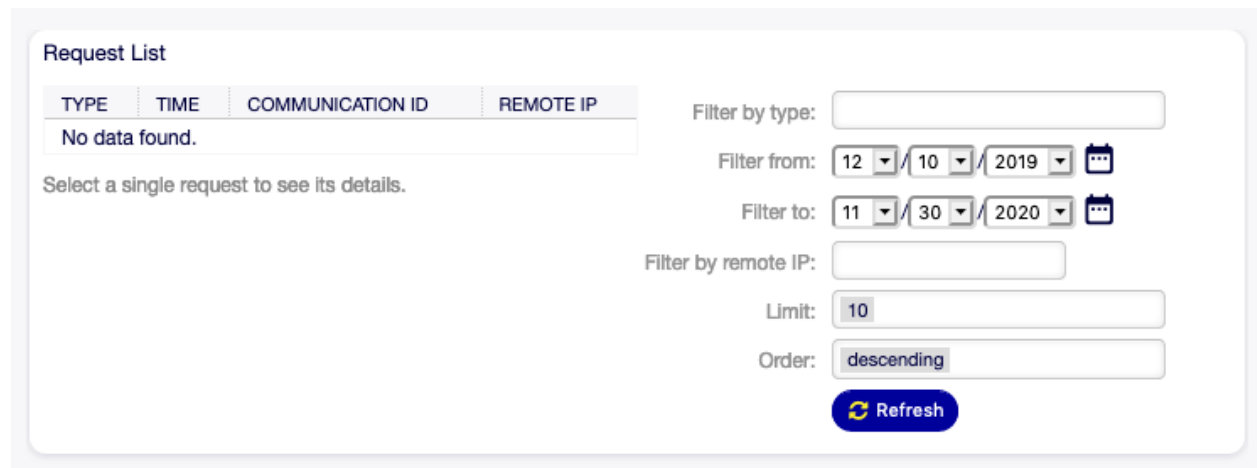 Request List
TYPE TIME COMMUNICATION ID REMOTE IP
No data found.
Select a single request to see its details.
Filter by type:
Filter from: 12 / 10 / 2019
Filter to: 11 / 30 / 2020
Filter by remote IP:
Limit: 10
Order: descending
Refresh